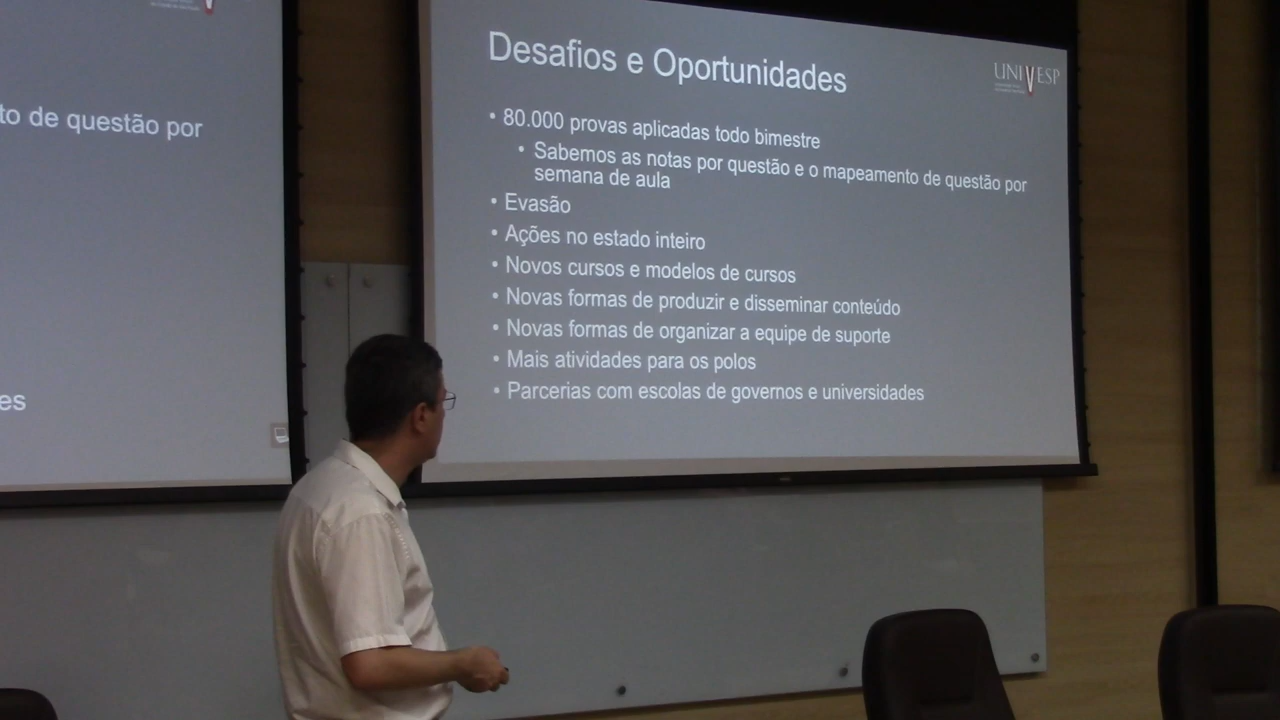 to de questão por
es
Desafios e Oportunidades
UNIVESP
• 80.000 provas aplicadas todo bimestre
• Sabemos as notas por questão e o mapeamento de questão por
semana de aula
• Evasão
• Ações no estado inteiro
• Novos cursos e modelos de cursos
• Novas formas de produzir e disseminar conteúdo
• Novas formas de organizar a equipe de suporte
• Mais atividades para os polos
• Parcerias com escolas de governos e universidades